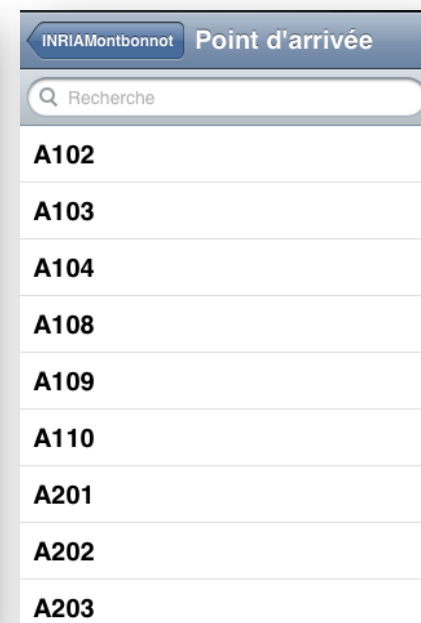 INRIAMontbonnot Point d'arrivée
Recherche
A102
A103
A104
A108
A109
A110
A201
A202
A203